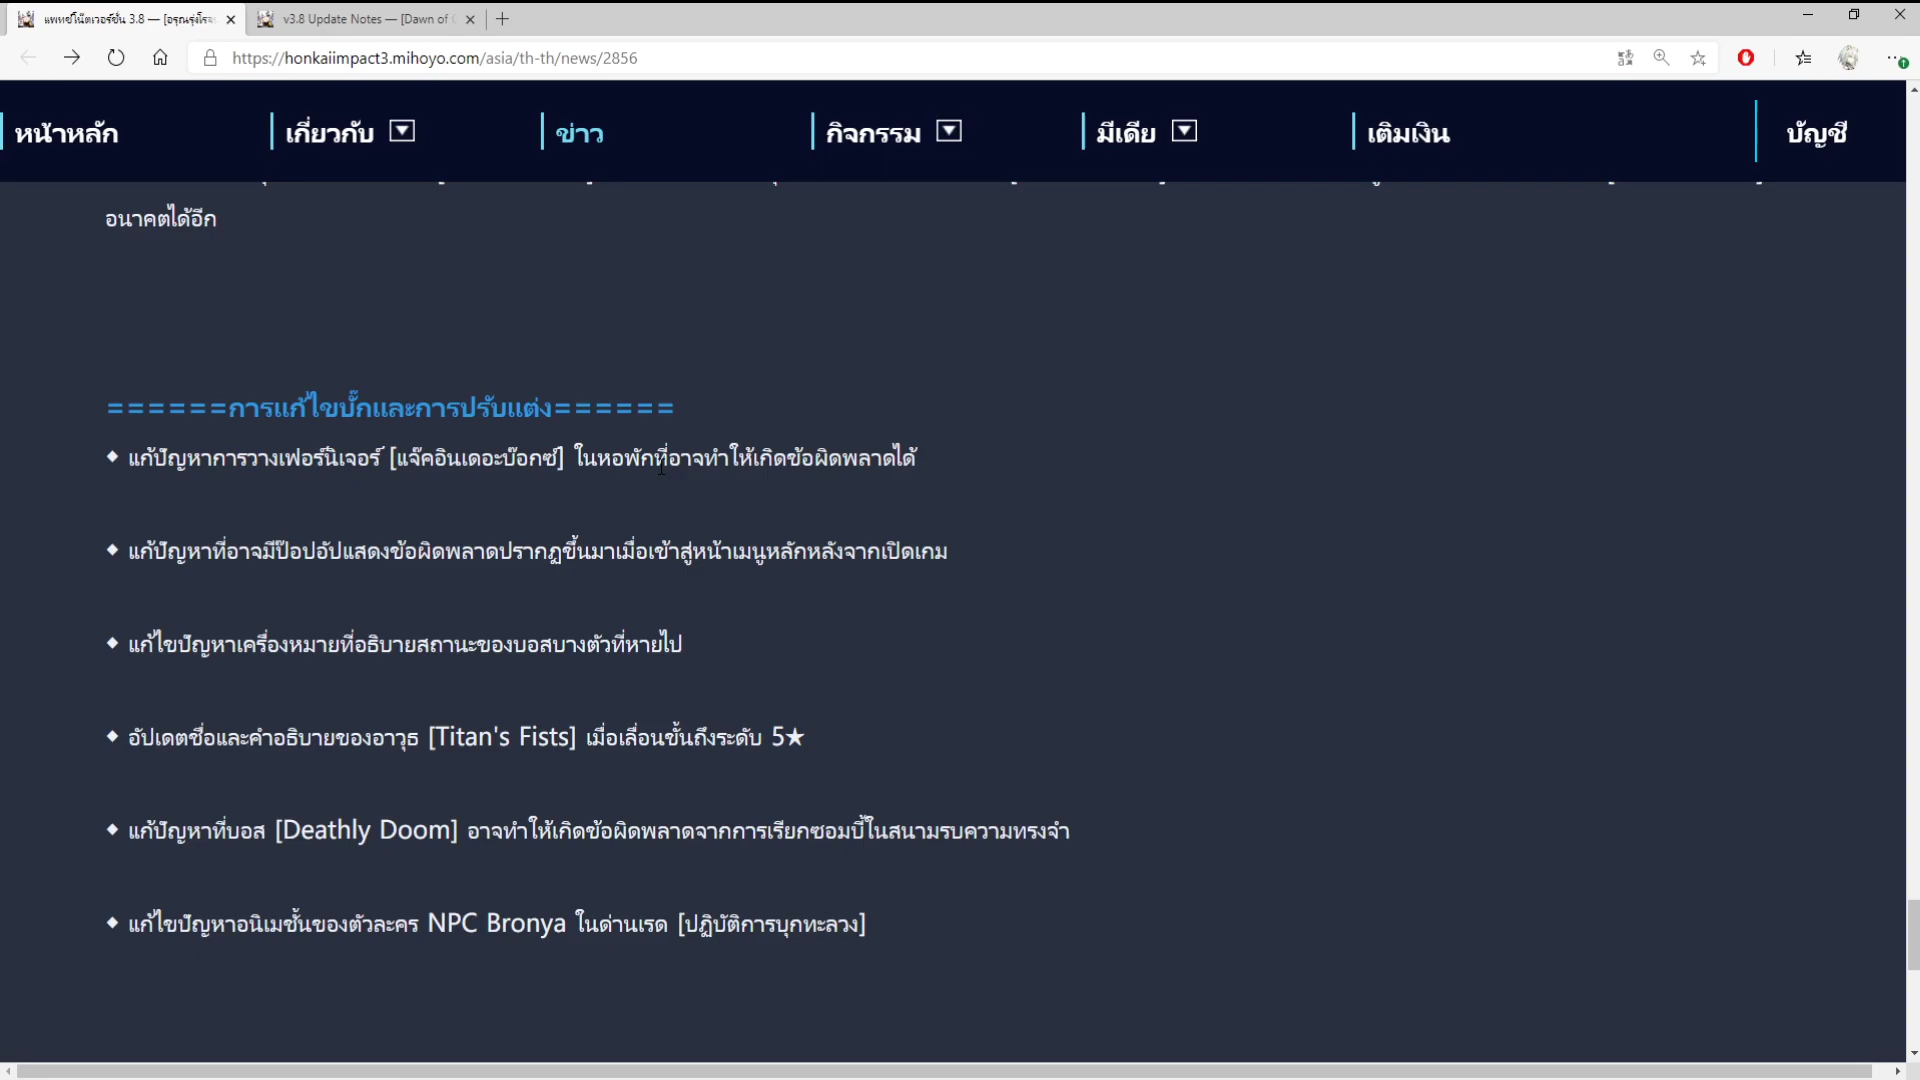 แพทช์โน้ตเวอร์ชั่น 3.8 — [อรุณรุ่งโรจ
v3.8 Update Notes — [Dawn of
https://honkaiimpact3.mihoyo.com/asia/th-th/news/2856
หน้าหลัก เกี่ยวกับ ข่าว กิจกรรม มีเดีย เติมเงิน บัญชี
อนาคตได้อีก
======การแก้ไขบั๊กและการปรับแต่ง======
◆ แก้ปัญหาการวางเฟอร์นิเจอร์ [แจ๊คอินเดอะบ๊อกซ์] ในหอพักที่อาจทำให้เกิดข้อผิดพลาดได้
◆ แก้ปัญหาที่อาจมีป๊อปอัปแสดงข้อผิดพลาดปรากฏขึ้นมาเมื่อเข้าสู่หน้าเมนูหลักหลังจากเปิดเกม
◆ แก้ไขปัญหาเครื่องหมายที่อธิบายสถานะของบอสบางตัวที่หายไป
◆ อัปเดตชื่อและคำอธิบายของอาวุธ [Titan's Fists] เมื่อเลื่อนขั้นถึงระดับ 5★
◆ แก้ปัญหาที่บอส [Deathly Doom] อาจทำให้เกิดข้อผิดพลาดจากการเรียกซอมบี้ในสนามรบความทรงจำ
◆ แก้ไขปัญหาอนิเมชั้นของตัวละคร NPC Bronya ในด่านเรด [ปฏิบัติการบุกทะลวง]